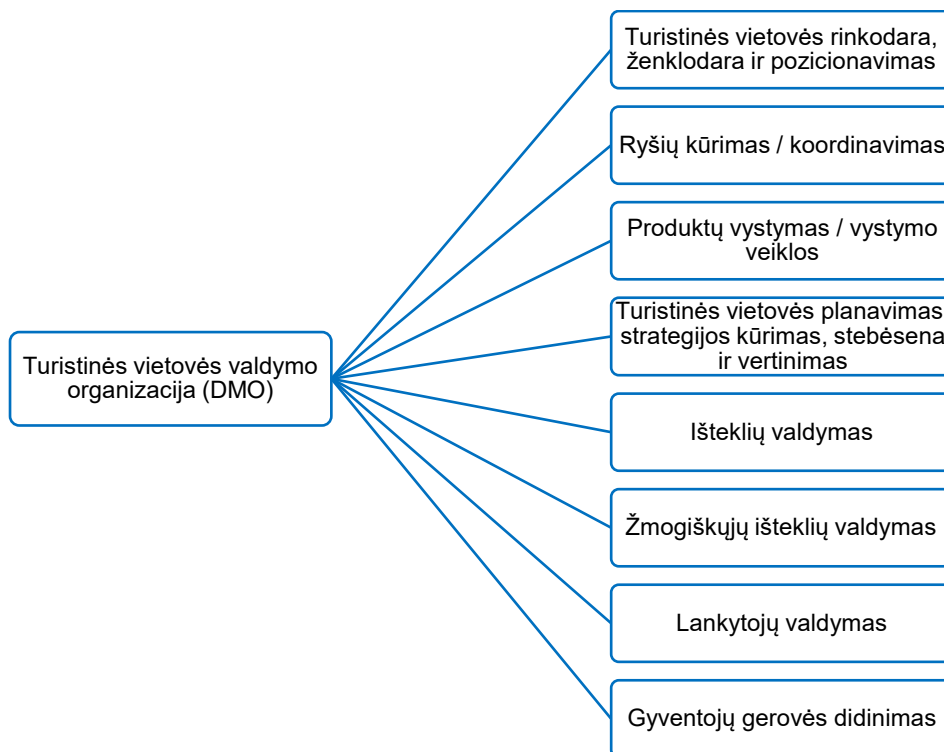 Turistinės vietovės rinkodara,
ženklodara ir pozicionavimas
Ryšių kūrimas / koordinavimas
Produktų vystymas / vystymo
veiklos
Turistinės vietovės planavimas
strategijos kūrimas, stebėsena
ir vertinimas
Turistinės vietovės valdymo
organizacija (DMO)
Išteklių valdymas
Žmogiškųjų išteklių valdymas
Lankytojų valdymas
Gyventojų gerovės didinimas